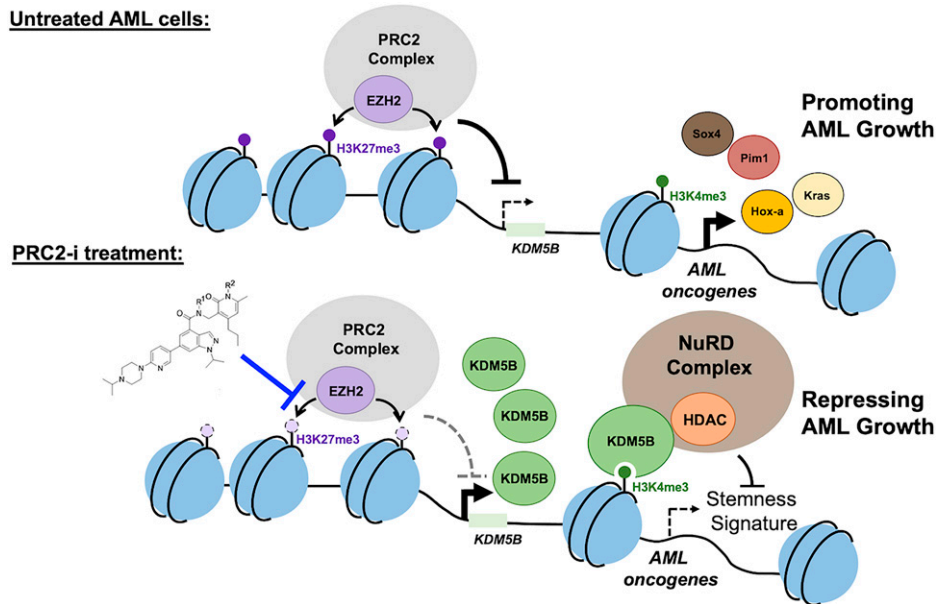 Untreated AML cells:
PRC2
Complex
EZH2
H3K27me3
KDM5B
H3K4me3
AML
oncogenes
Sox4
Pim1
Hox-a
Kras
Promoting
AML Growth
PRC2-i treatment:
R¹O
R²
N
N
O
N
H
N
N
N
N
N
PRC2
Complex
EZH2
H3K27me3
KDM5B
KDM5B
KDM5B
KDM5B
KDM5B
NuRD
Complex
HDAC
H3K4me3
Stemness
Signature
AML
oncogenes
Repressing
AML Growth